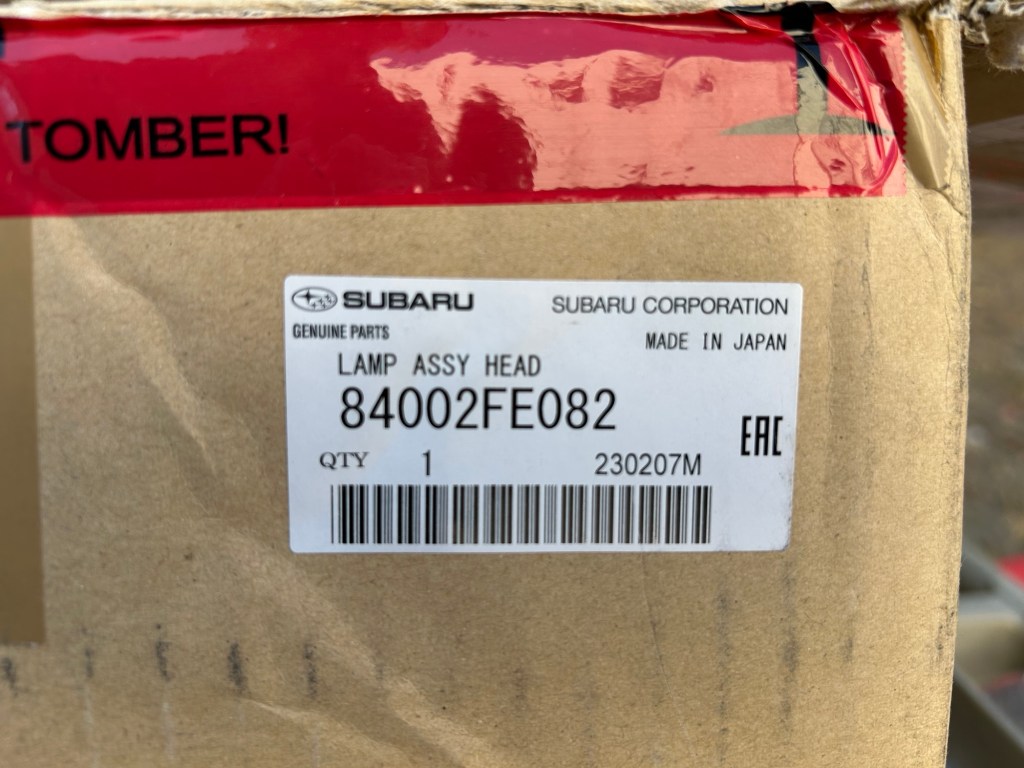 TOMBER!
SUBARU SUBARU CORPORATION
GENUINE PARTS MADE IN JAPAN
LAMP ASSY HEAD
84002FE082
EAC
QTY 1 230207M